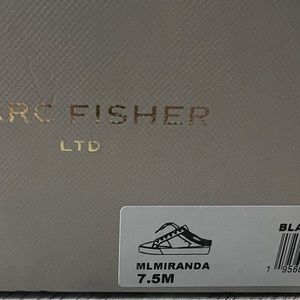 ARC FISHER
LTD
BLA
MLMIRANDA
7.5M